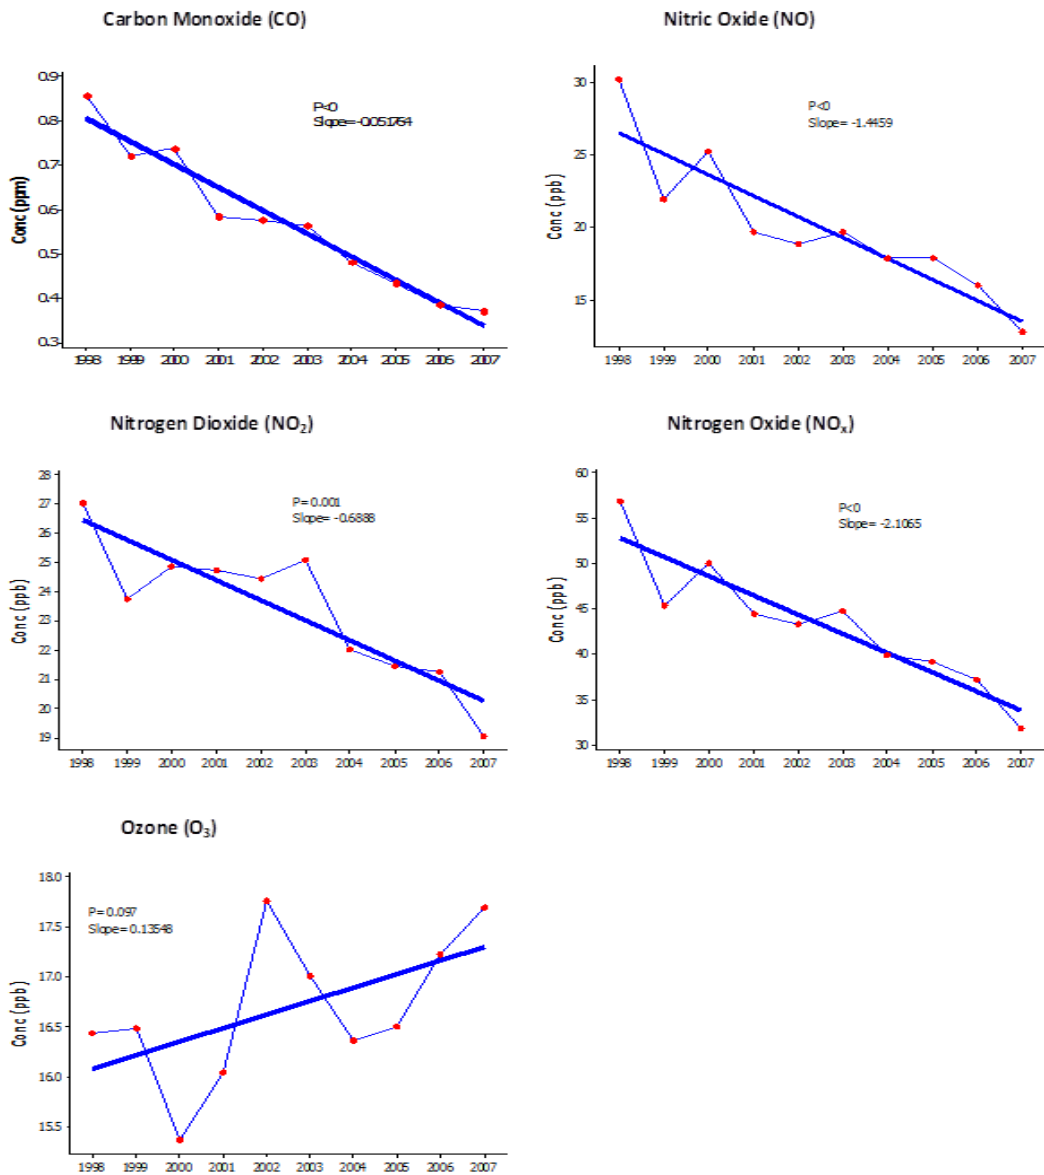 Carbon Monoxide (CO)
0.9
0.8
0.7
0.6
0.5
0.4
0.3
Conc (ppm)
P<0
Slope= -0.051764
1998 1999 2000 2001 2002 2003 2004 2005 2006 2007
Nitric Oxide (NO)
30
25
20
15
Conc (ppb)
P<0
Slope= -1.4459
1998 1999 2000 2001 2002 2003 2004 2005 2006 2007
Nitrogen Dioxide (NO₂)
28
27
26
25
24
23
22
21
20
19
Conc (ppb)
P= 0.001
Slope= -0.6888
1998 1999 2000 2001 2002 2003 2004 2005 2006 2007
Nitrogen Oxide (NOₓ)
60
55
50
45
40
35
30
Conc (ppb)
P<0
Slope= -2.1065
1998 1999 2000 2001 2002 2003 2004 2005 2006 2007
Ozone (O₃)
18.0
17.5
17.0
16.5
16.0
15.5
Conc (ppb)
P= 0.097
Slope= 0.13548
1998 1999 2000 2001 2002 2003 2004 2005 2006 2007